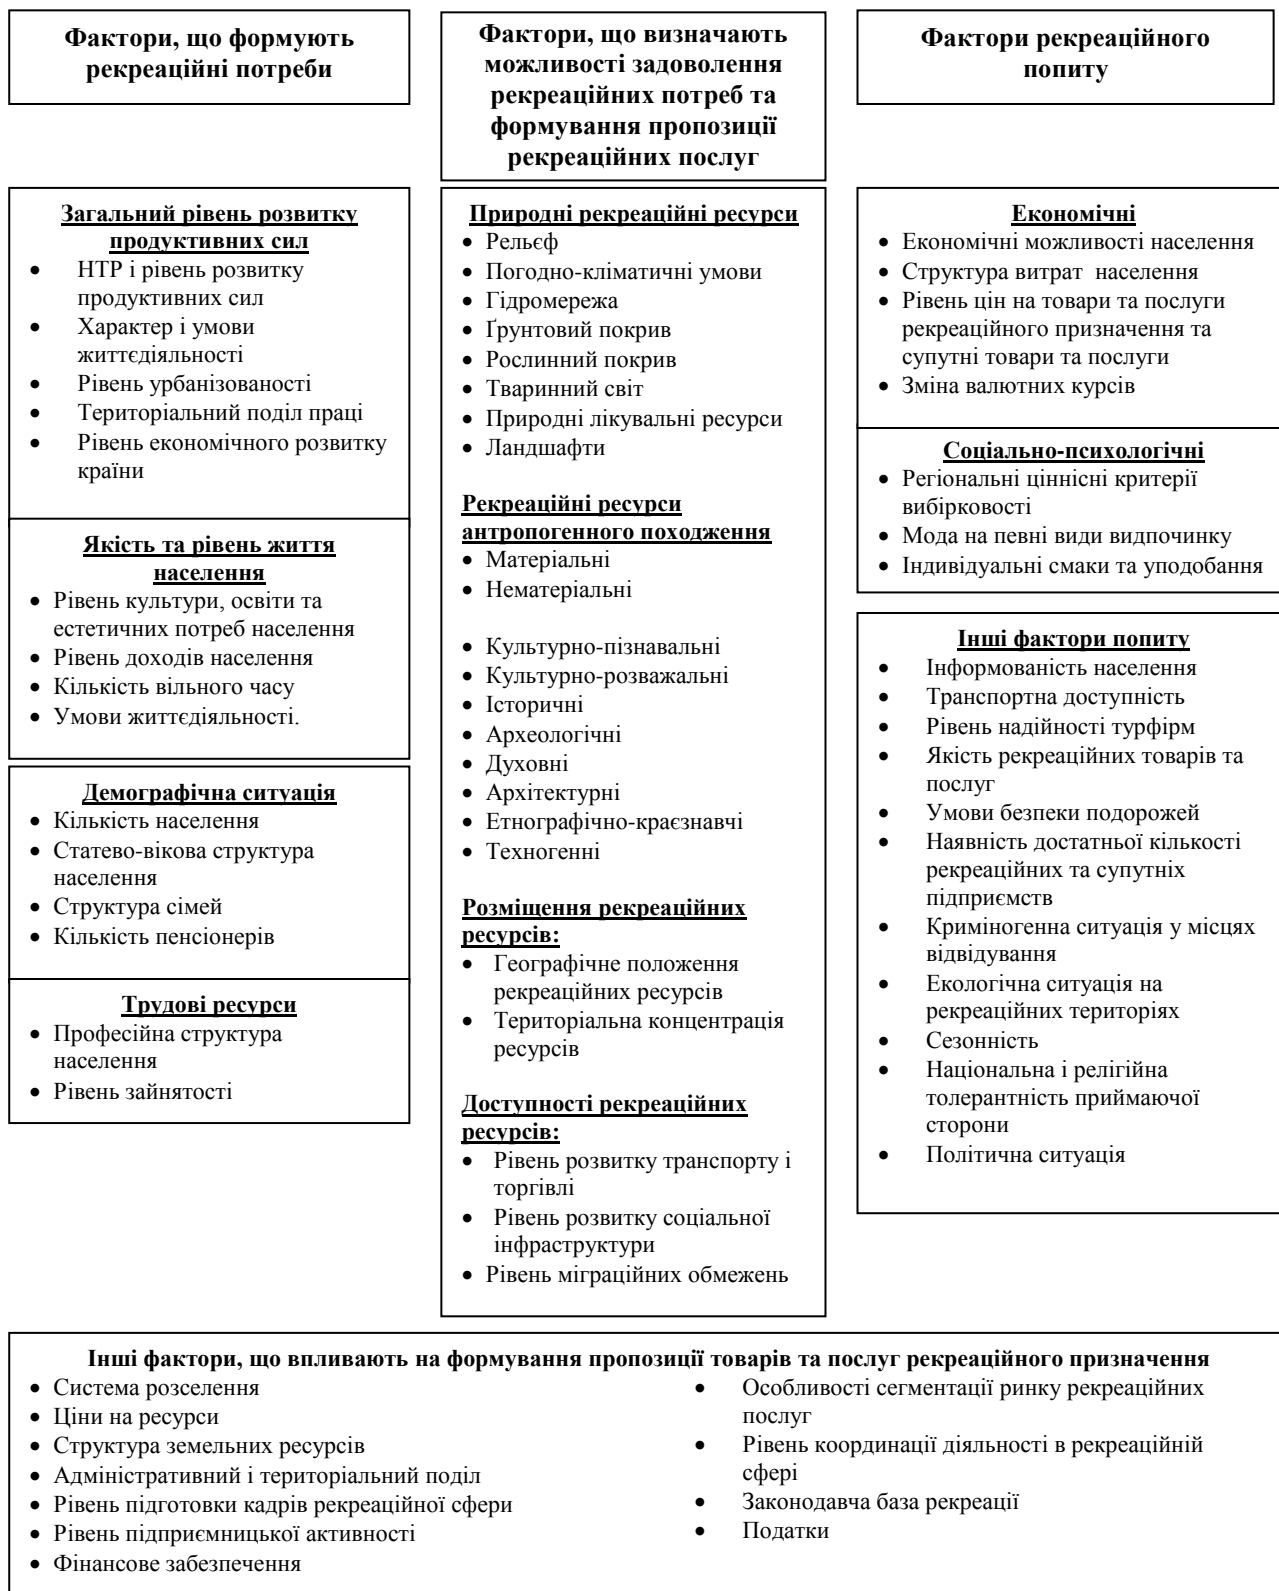 Фактори, що формують
рекреаційні потреби
Фактори, що визначають
можливості задоволення
рекреаційних потреб та
формування пропозиції
рекреаційних послуг
Фактори рекреаційного
попиту
Загальний рівень розвитку
продуктивних сил
• НТР і рівень розвитку
продуктивних сил
• Характер і умови
життєдіяльності
• Рівень урбанізованості
• Територіальний поділ праці
• Рівень економічного розвитку
країни
Якість та рівень життя
населення
• Рівень культури, освіти та
естетичних потреб населення
• Рівень доходів населення
• Кількість вільного часу
• Умови життєдіяльності.
Демографічна ситуація
• Кількість населення
• Статево-вікова структура
населення
• Структура сімей
• Кількість пенсіонерів
Трудові ресурси
• Професійна структура
населення
• Рівень зайнятості
Природні рекреаційні ресурси
• Рельєф
• Погодно-кліматичні умови
• Гідромережа
• Ґрунтовий покрив
• Рослинний покрив
• Тваринний світ
• Природні лікувальні ресурси
• Ландшафти
Рекреаційні ресурси
антропогенного походження
• Матеріальні
• Нематеріальні
• Культурно-пізнавальні
• Культурно-розважальні
• Історичні
• Археологічні
• Духовні
• Архітектурні
• Етнографічно-краєзнавчі
• Техногенні
Розміщення рекреаційних
ресурсів:
• Географічне положення
рекреаційних ресурсів
• Територіальна концентрація
ресурсів
Доступності рекреаційних
ресурсів:
• Рівень розвитку транспорту і
торгівлі
• Рівень розвитку соціальної
інфраструктури
• Рівень міграційних обмежень
Економічні
• Економічні можливості населення
• Структура витрат населення
• Рівень цін на товари та послуги
рекреаційного призначення та
супутні товари та послуги
• Зміна валютних курсів
Соціально-психологічні
• Регіональні ціннісні критерії
вибірковості
• Мода на певні види видпочинку
• Індивідуальні смаки та уподобання
Інші фактори попиту
• Інформованість населення
• Транспортна доступність
• Рівень надійності турфірм
• Якість рекреаційних товарів та
послуг
• Умови безпеки подорожей
• Наявність достатньої кількості
рекреаційних та супутніх
підприємств
• Криміногенна ситуація у місцях
відвідування
• Екологічна ситуація на
рекреаційних територіях
• Сезонність
• Національна і релігійна
толерантність приймаючої
сторони
• Політична ситуація
Інші фактори, що впливають на формування пропозиції товарів та послуг рекреаційного призначення
• Система розселення
• Ціни на ресурси
• Структура земельних ресурсів
• Адміністративний і територіальний поділ
• Рівень підготовки кадрів рекреаційної сфери
• Рівень підприємницької активності
• Фінансове забезпечення
• Особливості сегментації ринку рекреаційних
послуг
• Рівень координації діяльності в рекреаційній
сфері
• Законодавча база рекреації
• Податки